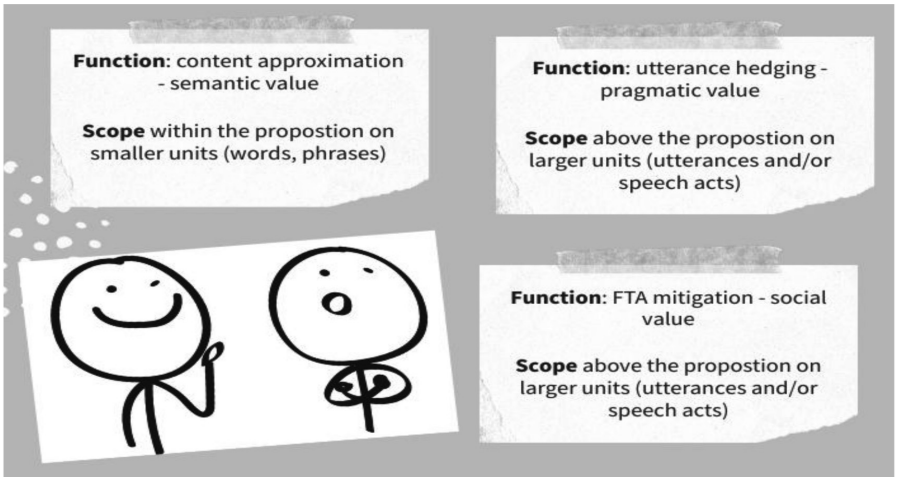 Function: content approximation
- semantic value
Scope within the propostion on
smaller units (words, phrases)
Function: utterance hedging -
pragmatic value
Scope above the propostion on
larger units (utterances and/or
speech acts)
Function: FTA mitigation - social
value
Scope above the propostion on
larger units (utterances and/or
speech acts)